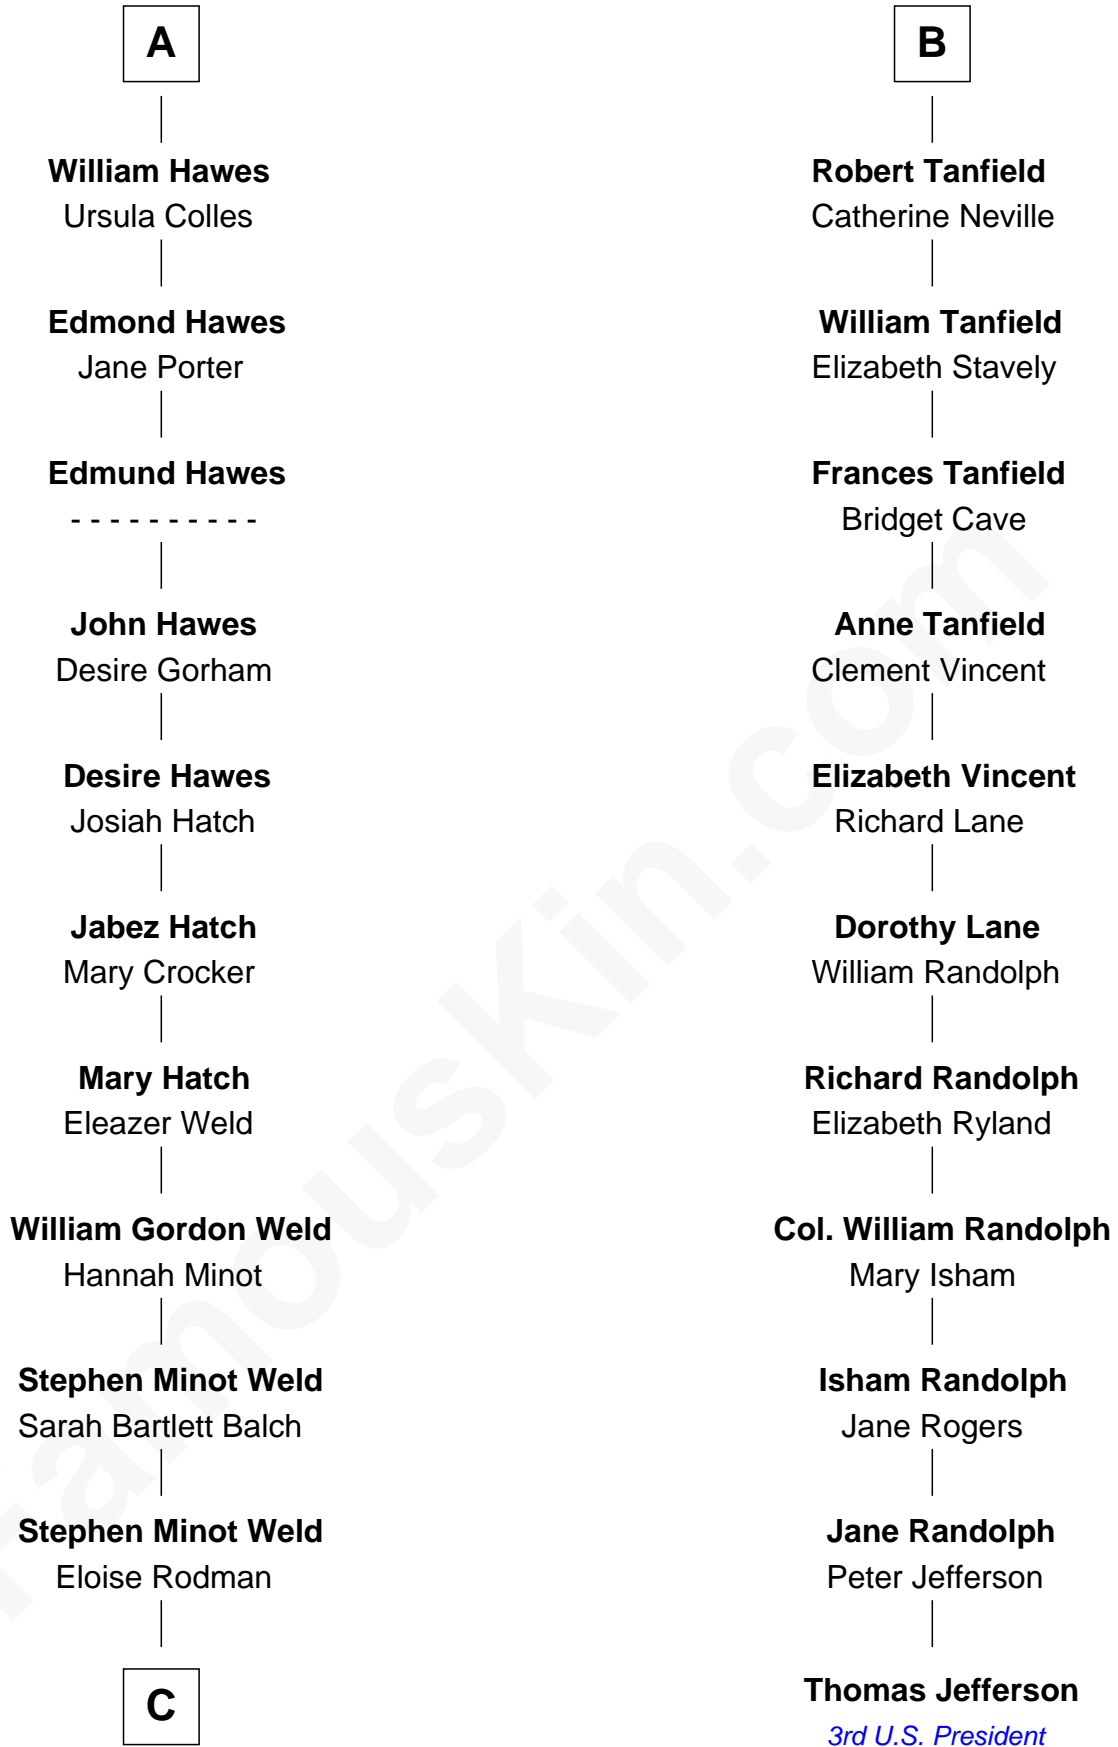 A
William Hawes
Ursula Colles
Edmond Hawes
Jane Porter
Edmund Hawes
- - - - - - - - - -
John Hawes
Desire Gorham
Desire Hawes
Josiah Hatch
Jabez Hatch
Mary Crocker
Mary Hatch
Eleazer Weld
William Gordon Weld
Hannah Minot
Stephen Minot Weld
Sarah Bartlett Balch
Stephen Minot Weld
Eloise Rodman
C
B
Robert Tanfield
Catherine Neville
William Tanfield
Elizabeth Stavely
Frances Tanfield
Bridget Cave
Anne Tanfield
Clement Vincent
Elizabeth Vincent
Richard Lane
Dorothy Lane
William Randolph
Richard Randolph
Elizabeth Ryland
Col. William Randolph
Mary Isham
Isham Randolph
Jane Rogers
Jane Randolph
Peter Jefferson
Thomas Jefferson
3rd U.S. President
FamousKin.com